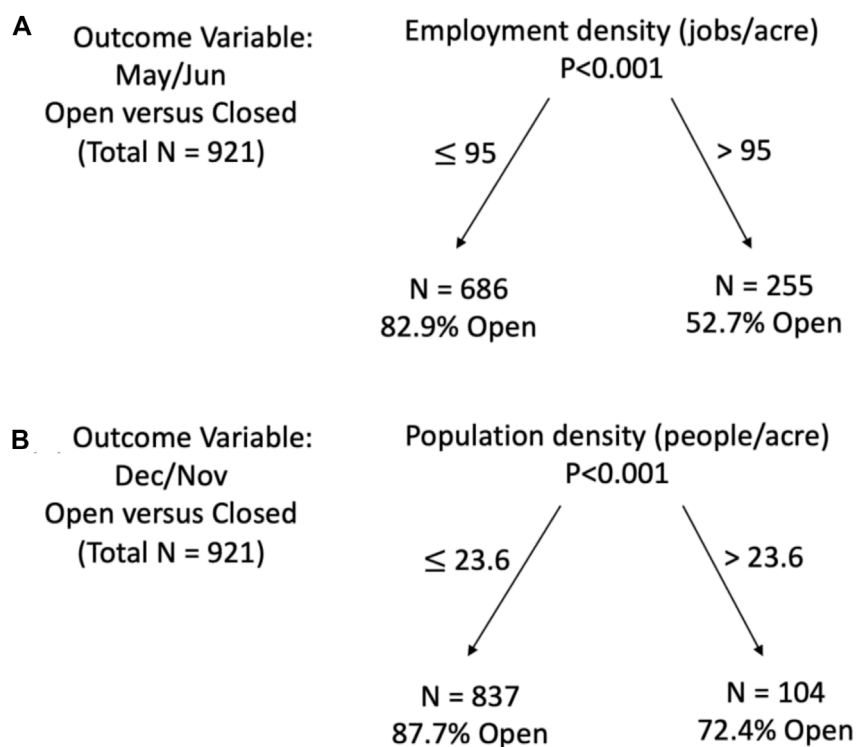 A
Outcome Variable:
May/Jun
Open versus Closed
(Total N = 921)
Employment density (jobs/acre)
P<0.001
≤ 95
> 95
N = 686
82.9% Open
N = 255
52.7% Open
B
Outcome Variable:
Dec/Nov
Open versus Closed
(Total N = 921)
Population density (people/acre)
P<0.001
≤ 23.6
> 23.6
N = 837
87.7% Open
N = 104
72.4% Open